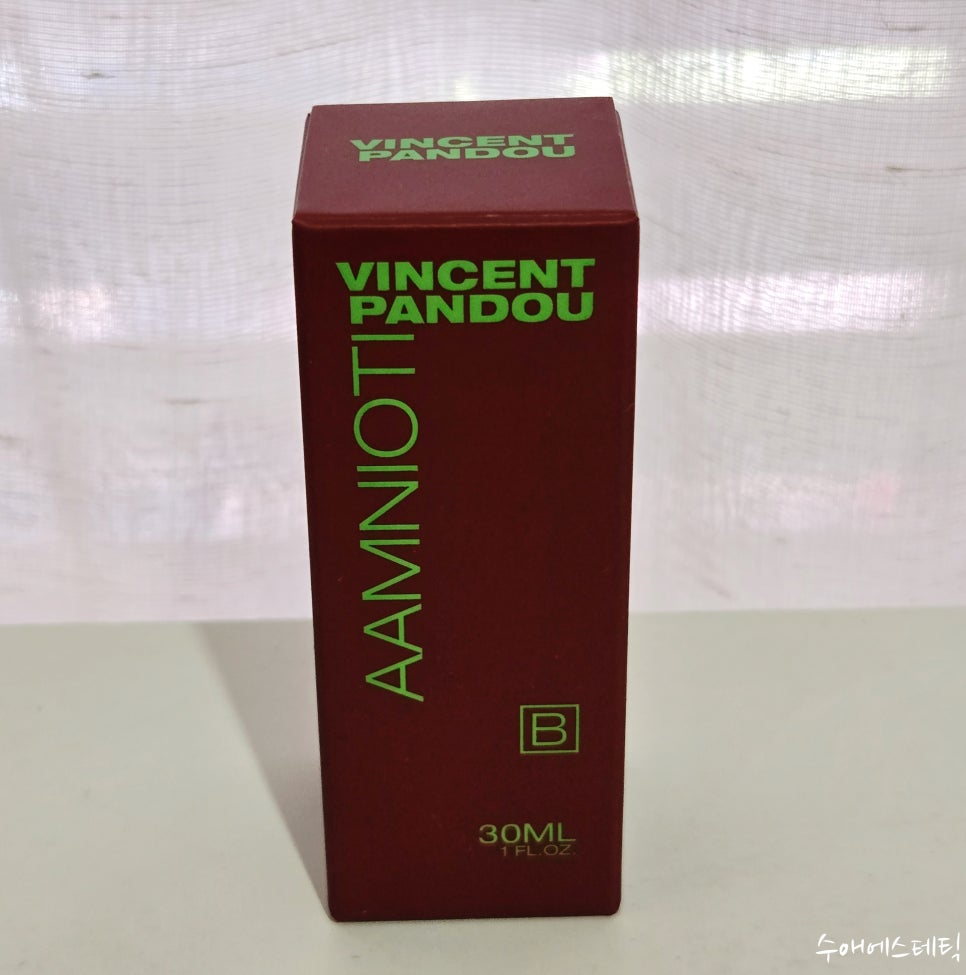 VINCENT
PANDOU
VINCENT
PANDOU
AAMNIOTI
B
30ML
1 FL.OZ.
수애에스테틱